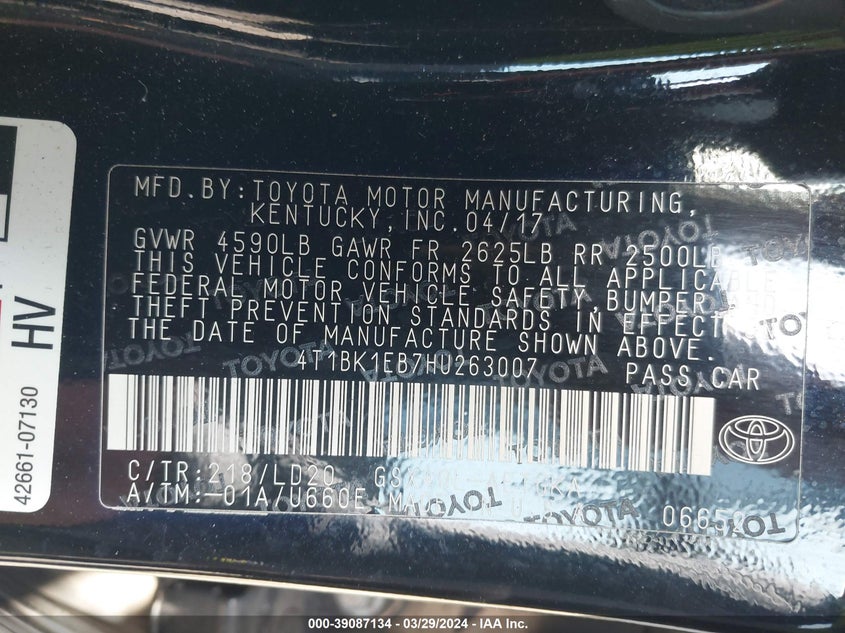 MFD. BY: TOYOTA MOTOR MANUFACTURING,
KENTUCKY, INC. 04/17
GVWR 4590LB GAWR FR 2625LB RR 2500LB
THIS VEHICLE CONFORMS TO ALL APPLICABLE
FEDERAL MOTOR VEHICLE SAFETY, BUMPER AND
THEFT PREVENTION STANDARDS IN EFFECT
THE DATE OF MANUFACTURE SHOWN ABOVE.
4T1BK1EB7HU263007 PASS.CAR
C/TR: 218/LD20
A/TM: -01A/U660E
TOYOTA
42661-07130
HV
000-39087134 - 03/29/2024 - IAA Inc.